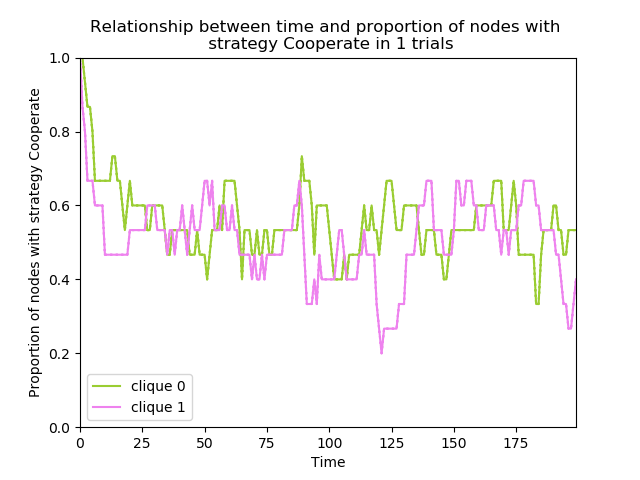 Relationship between time and proportion of nodes with
strategy Cooperate in 1 trials
Proportion of nodes with strategy Cooperate
1.0
0.8
0.6
0.4
0.2
0.0
clique 0
clique 1
0 25 50 75 100 125 150 175
Time